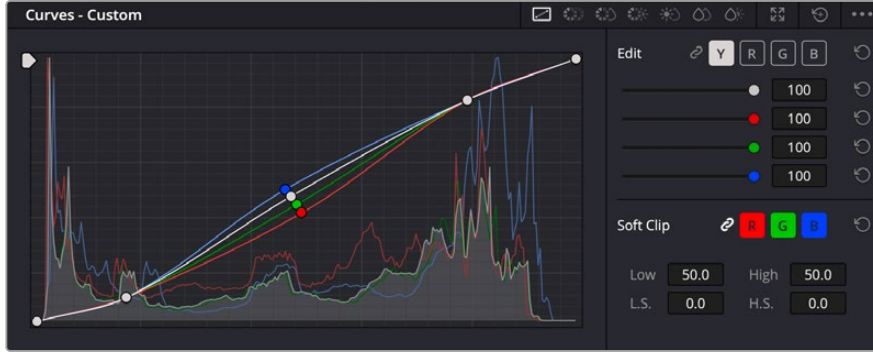 Curves - Custom
Edit Y R G B
100
100
100
100
Soft Clip R G B
Low 50.0 High 50.0
L.S. 0.0 H.S. 0.0